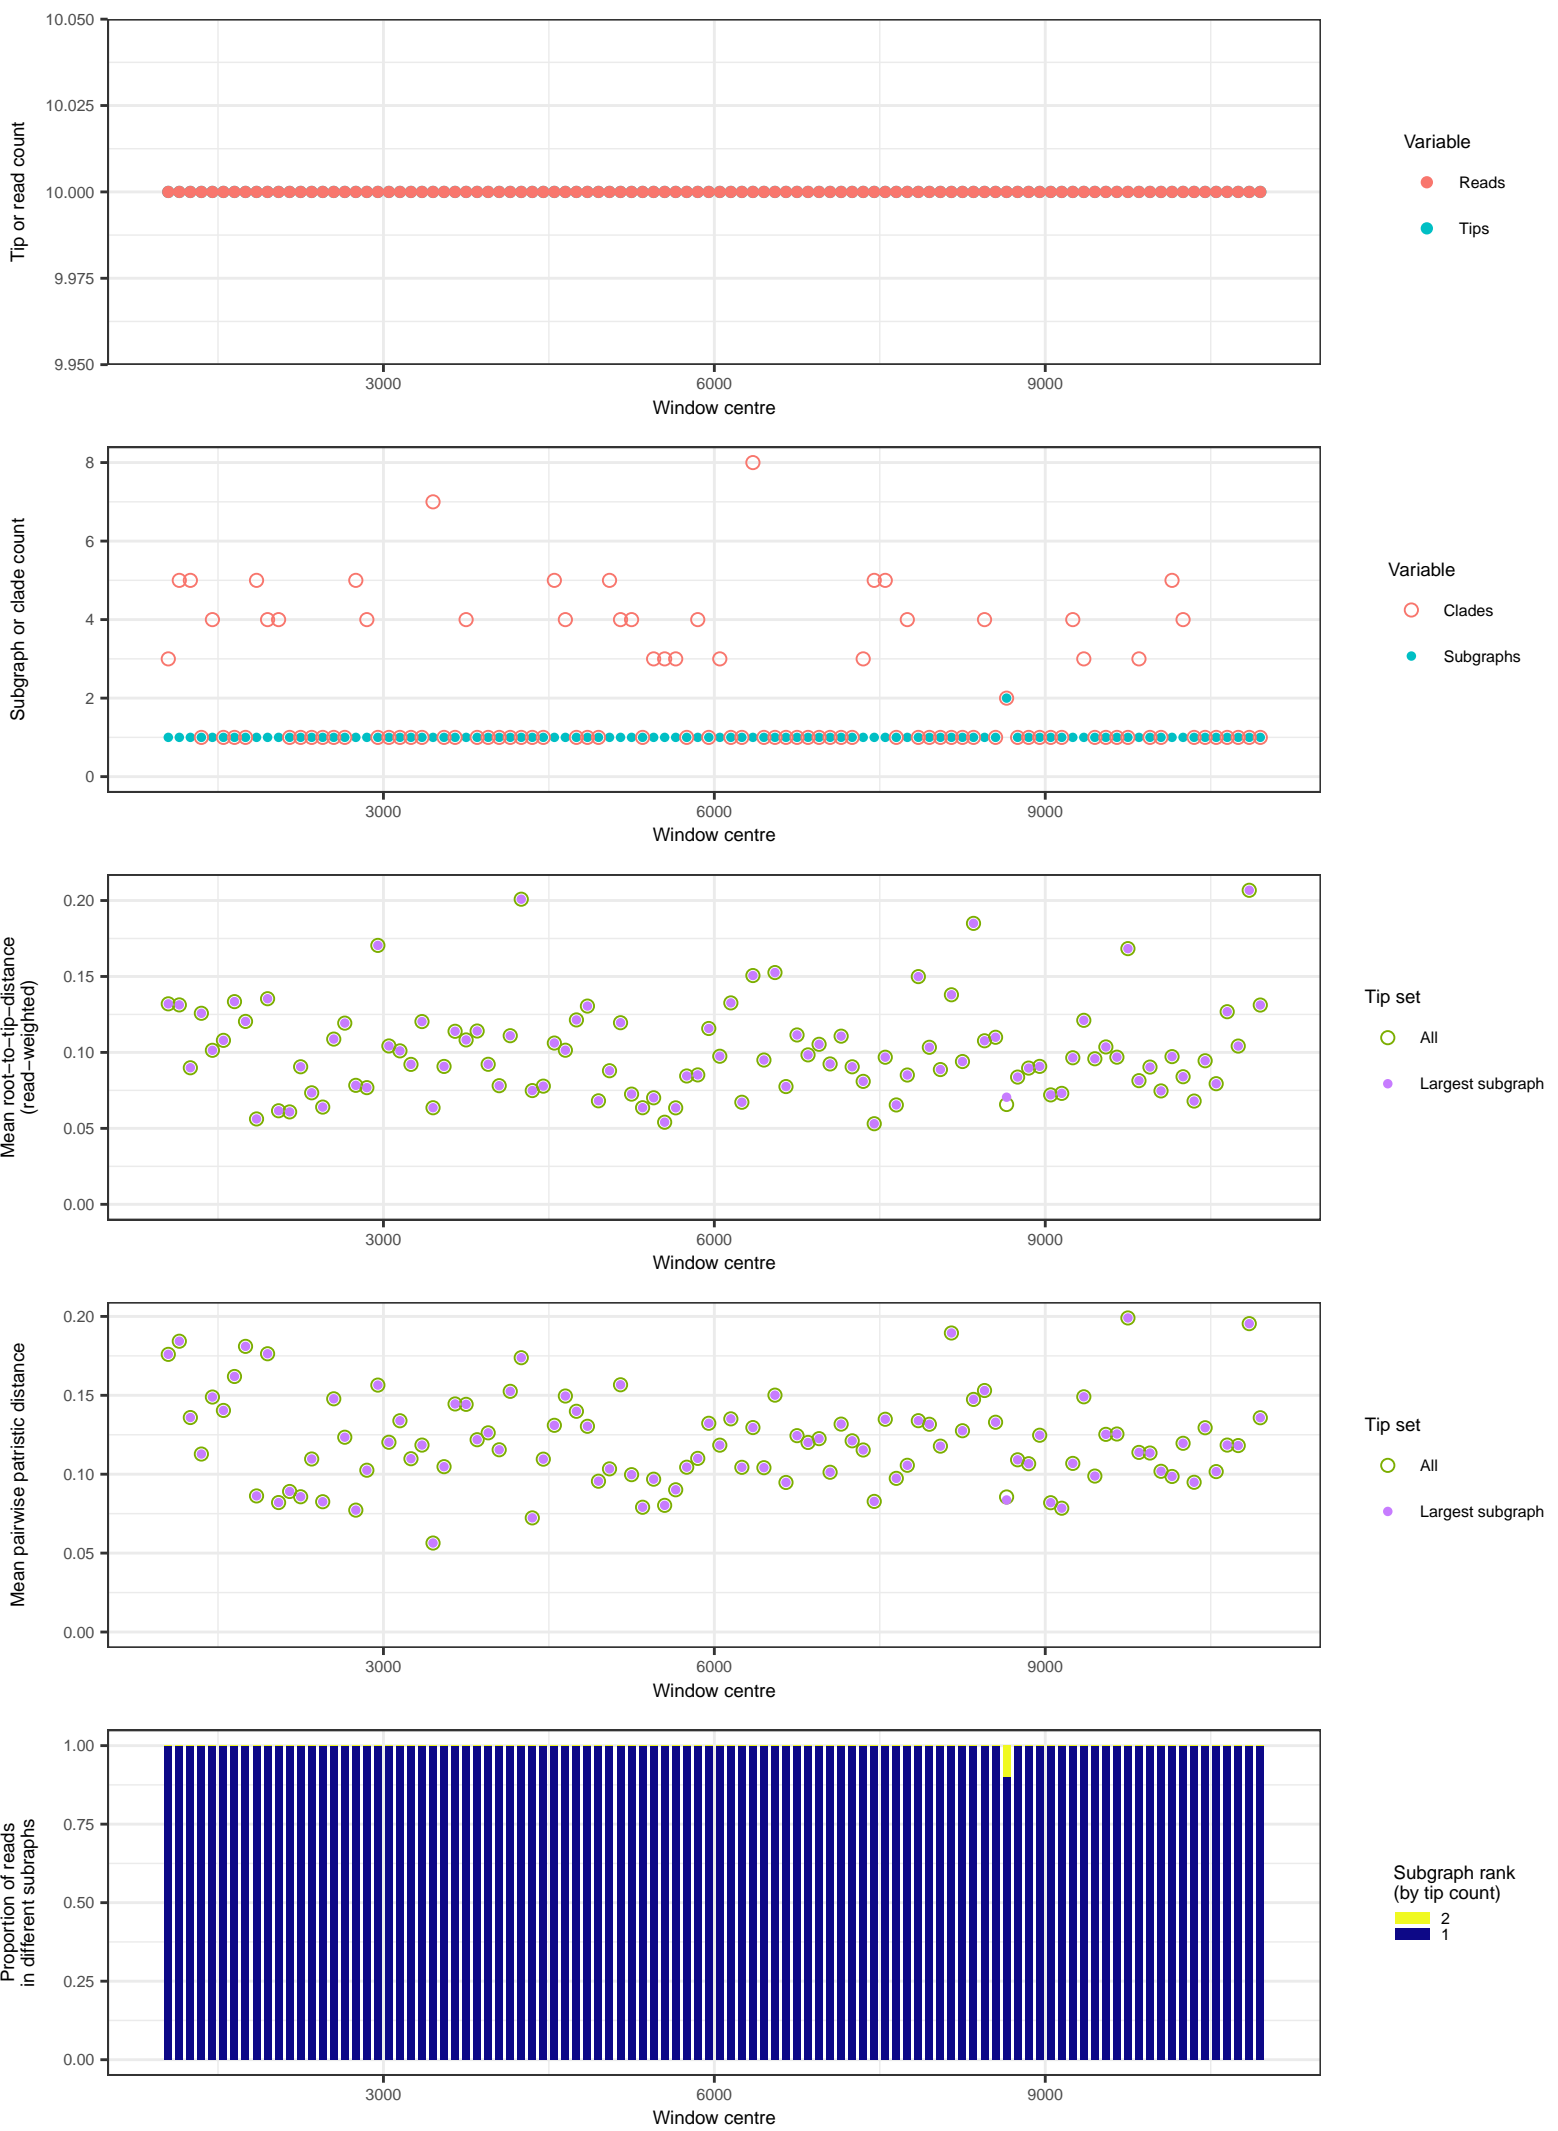 10.050
10.025
10.000
9.975
9.950
Tip or read count
3000
6000
9000
Window centre
Variable
Reads
Tips
8
6
4
2
0
Subgraph or clade count
3000
6000
9000
Window centre
Variable
Clades
Subgraphs
0.20
0.15
0.10
0.05
0.00
Mean root−to−tip−distance
(read−weighted)
3000
6000
9000
Window centre
Tip set
All
Largest subgraph
0.20
0.15
0.10
0.05
0.00
Mean pairwise patristic distance
3000
6000
9000
Window centre
Tip set
All
Largest subgraph
1.00
0.75
0.50
0.25
0.00
Proportion of reads
in different subraphs
3000
6000
9000
Window centre
Subgraph rank
(by tip count)
2
1